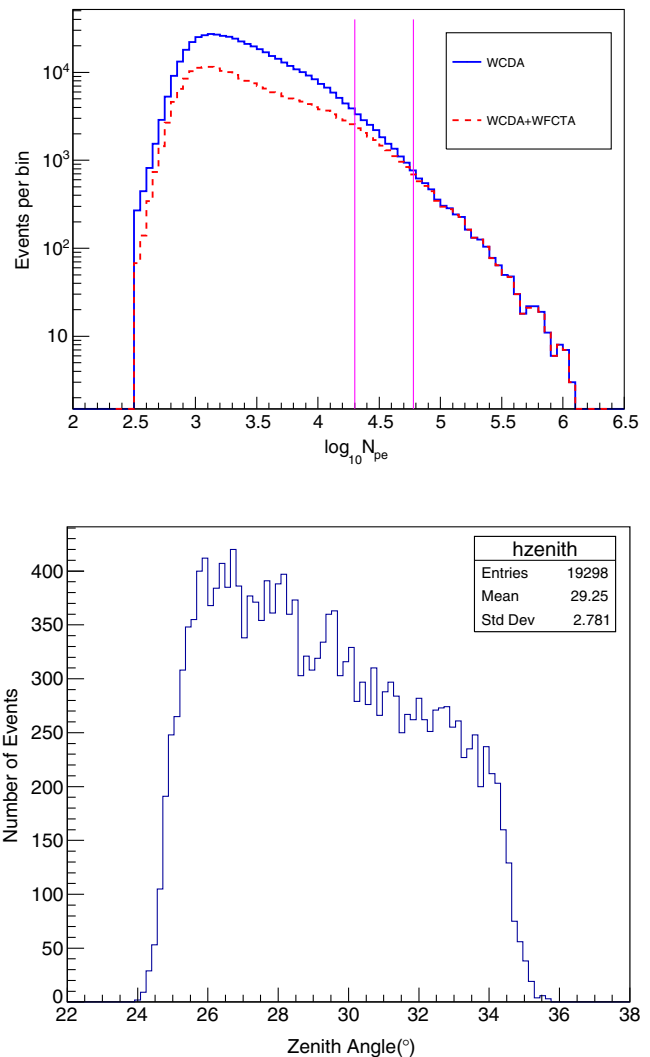 Events per bin
10⁴
10³
10²
10
WCDA
WCDA+WFCTA
2 2.5 3 3.5 4 4.5 5 5.5 6 6.5
log₁₀Nₚₑ
Number of Events
400
350
300
250
200
150
100
50
0
hzenith
Entries 19298
Mean 29.25
Std Dev 2.781
22 24 26 28 30 32 34 36 38
Zenith Angle(°)